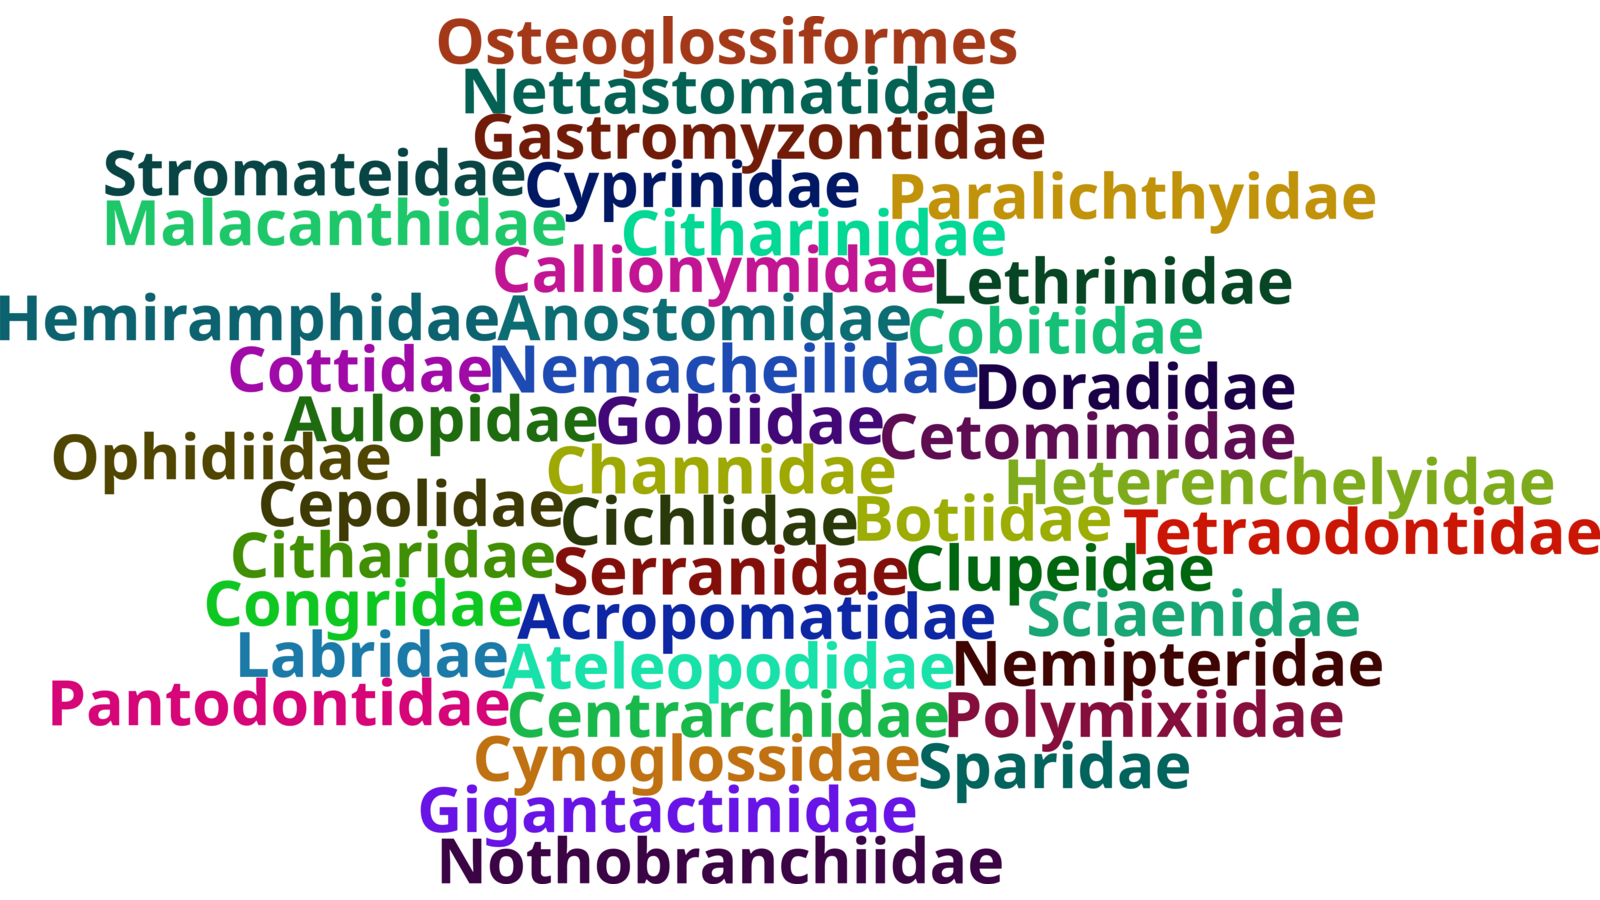 Osteoglossiformes
Nettastomatidae
Gastromyzontidae
Stromateidae Cyprinidae Paralichthyidae
Malacanthidae Citharinidae
Callionymidae Lethrinidae
Hemiramphidae Anostomidae Cobitidae
Cottidae Nemacheilidae Doradidae
Aulopidae Gobiidae Cetomimidae
Ophidiidae Channidae Heterenchelyidae
Cepolidae Cichlidae Botiidae Tetraodontidae
Citharidae Serranidae Clupeidae
Congridae Acropomatidae Sciaenidae
Labridae Ateleopodidae Nemipteridae
Pantodontidae Centrarchidae Polymixiidae
Cynoglossidae Sparidae
Gigantactinidae
Nothobranchiidae